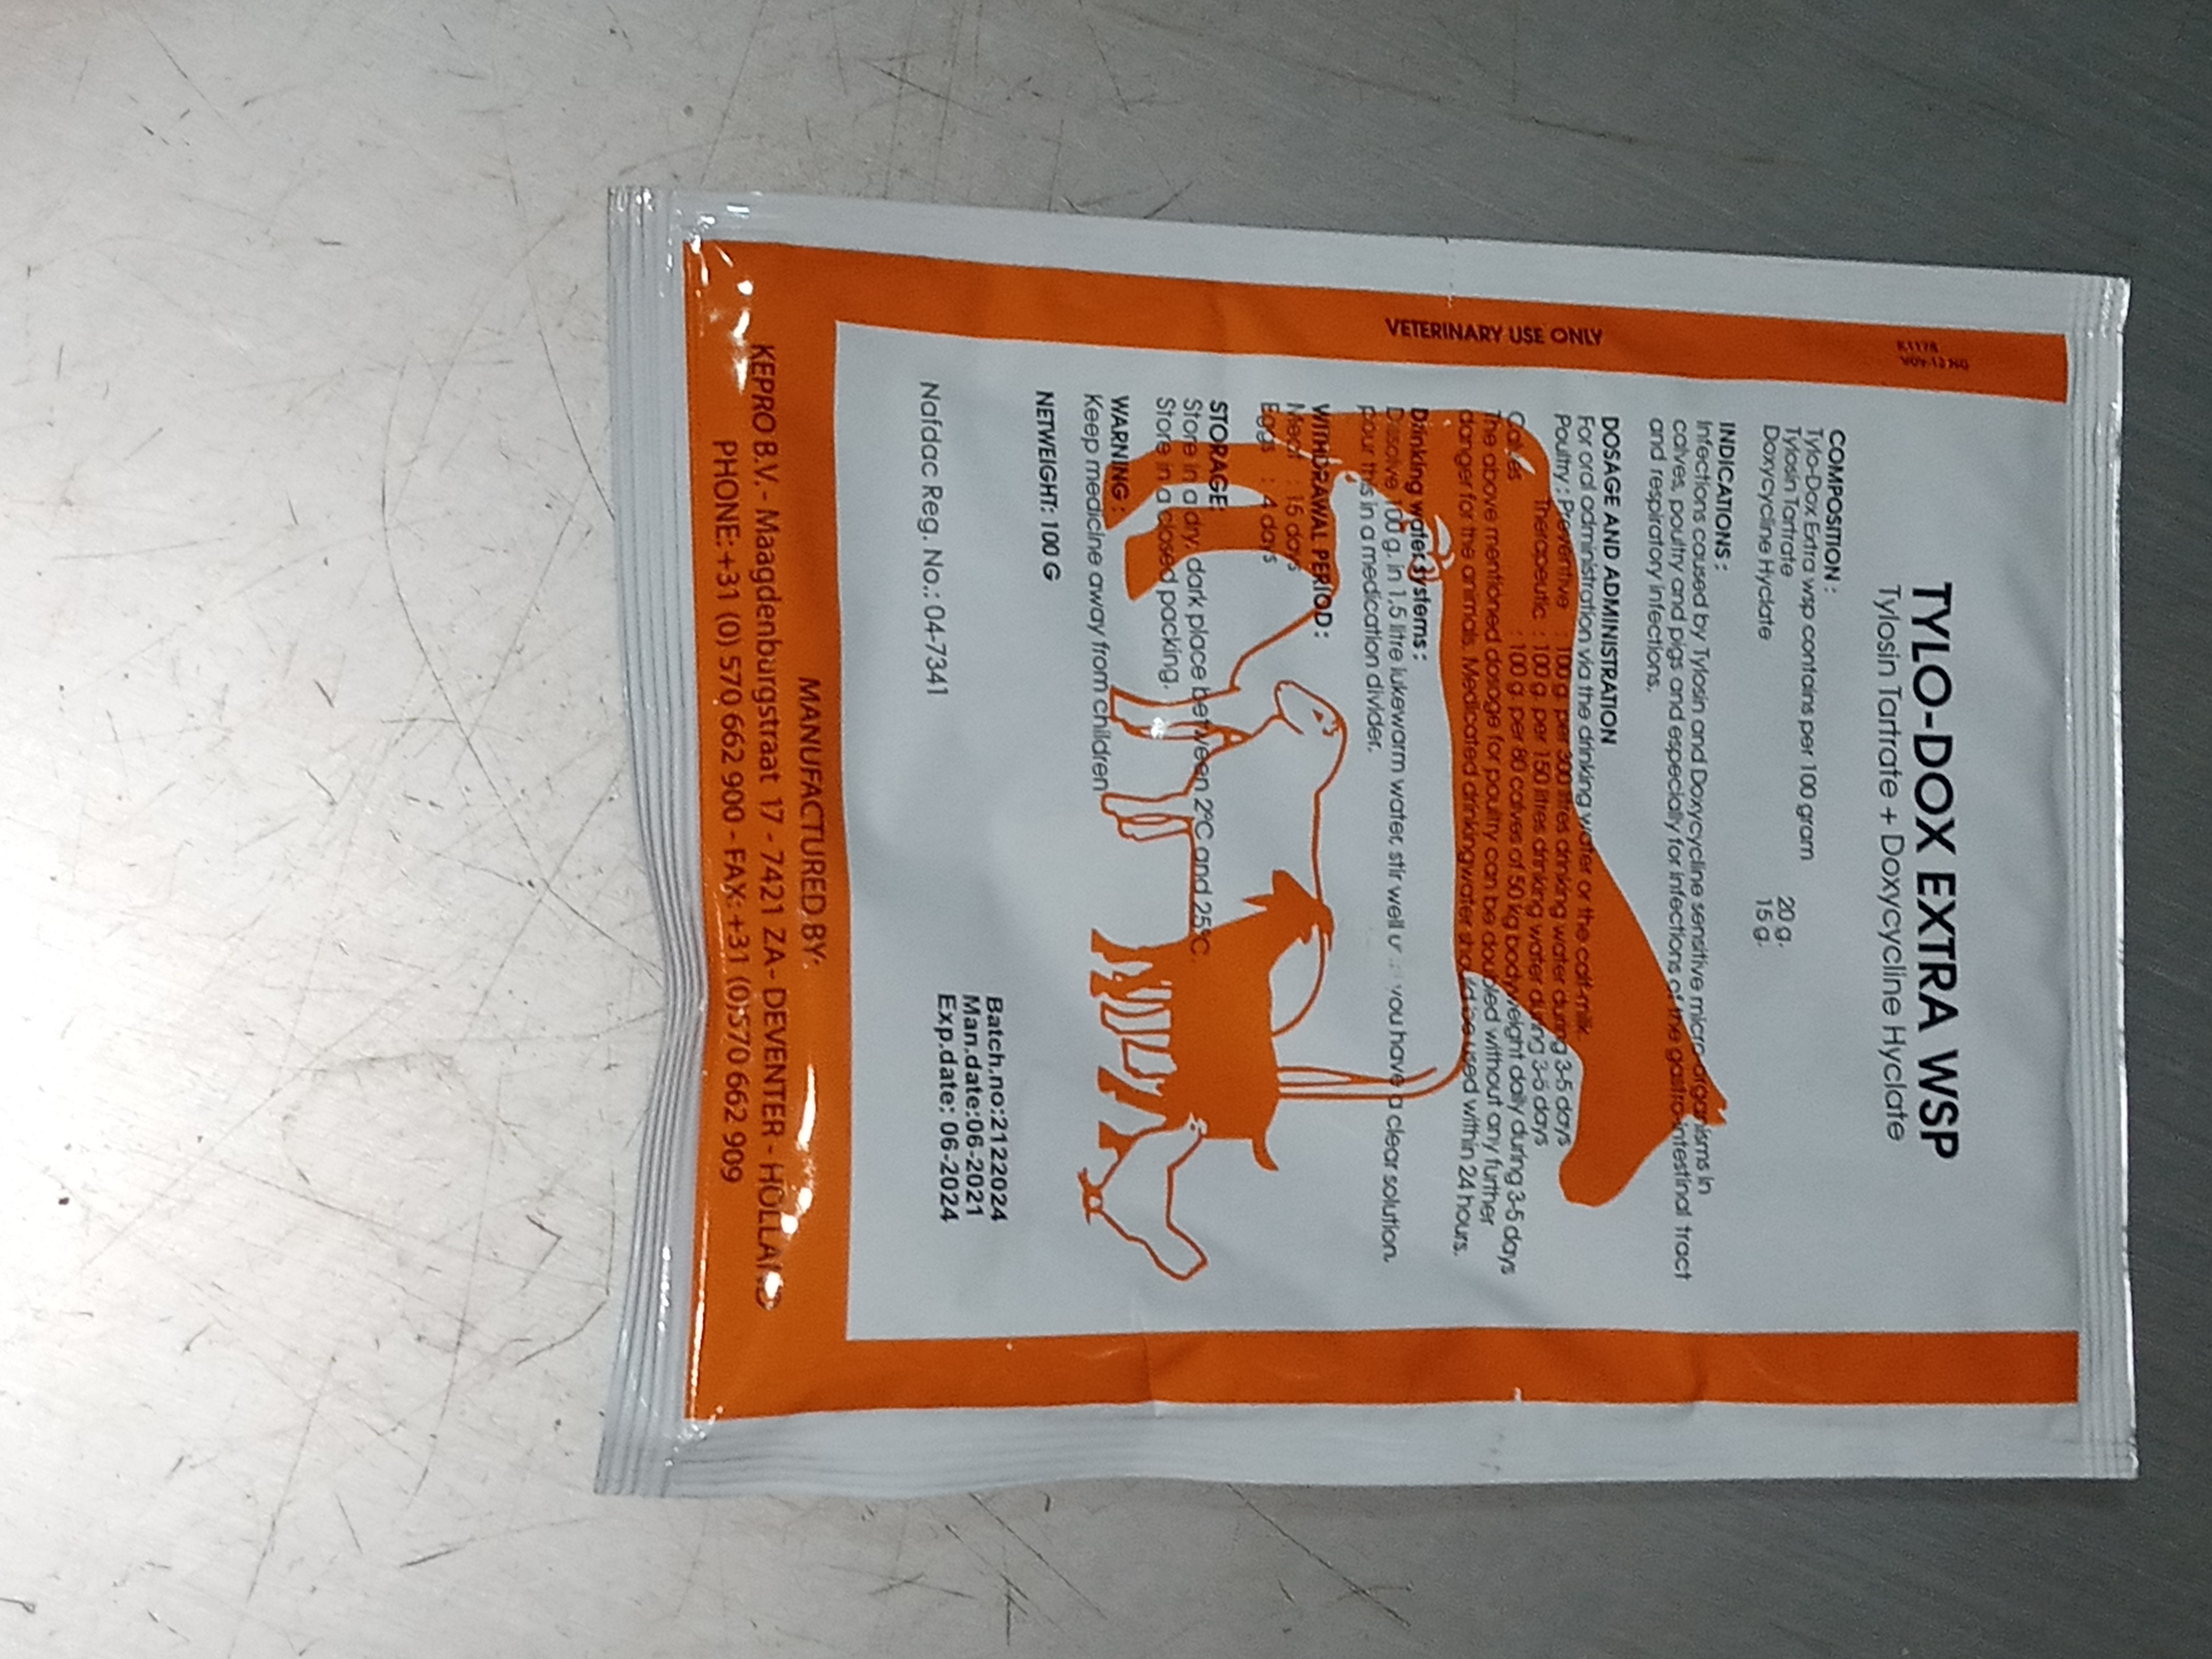 TYLO-DOX EXTRA WSP
Tylosin Tartrate + Doxycycline Hyclate
COMPOSITION :
Tylo-Dox Extra wsp contains per 100 gram
Tylosin Tartrate 20 g.
Doxycycline Hyclate 15 g.
INDICATIONS :
Infections caused by Tylosin and Doxycycline sensitive micro-organisms in
calves, poultry and pigs and especially for infections of the gastro-intestinal tract
and respiratory infections.
DOSAGE AND ADMINISTRATION
For oral administration via the drinking water or the calf-milk.
Poultry : Preventive : 100 g. per 300 litres drinking water during 3-5 days
Therapeutic : 100 g. per 150 litres drinking water during 3-5 days
Calves : 100 g. per 80 calves of 50 kg bodyweight daily during 3-5 days
The above mentioned dosage for poultry can be doubled without any further
danger for the animals. Medicated drinkingwater should be used within 24 hours.
Drinking water systems :
Dissolve 100 g. in 1,5 litre lukewarm water, stir well you have a clear solution,
pour this in a medication divider.
WITHDRAWAL PERIOD :
Meat : 15 days
Eggs : 4 days
STORAGE:
Store in a dry, dark place between 2°C and 25°C.
Store in a closed packing.
WARNING :
Keep medicine away from children
NETWEIGHT: 100 G
Batch.no:2122024
Man.date:06-2021
Exp.date: 06-2024
Nafdac Reg. No.: 04-7341
MANUFACTURED BY:
KEPRO B.V. - Maagdenburgstraat 17 - 7421 ZA - DEVENTER - HOLLAND
PHONE: +31 (0) 570 662 900 - FAX: +31 (0) 570 662 909
VETERINARY USE ONLY